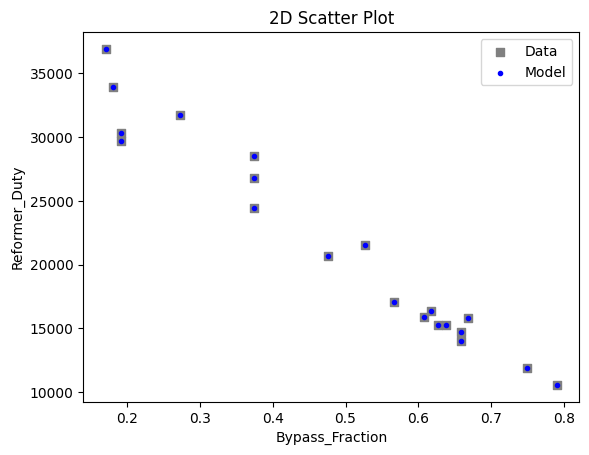 2D Scatter Plot
Data
Model
Reformer_Duty
35000
30000
25000
20000
15000
10000
0.2 0.3 0.4 0.5 0.6 0.7 0.8
Bypass_Fraction